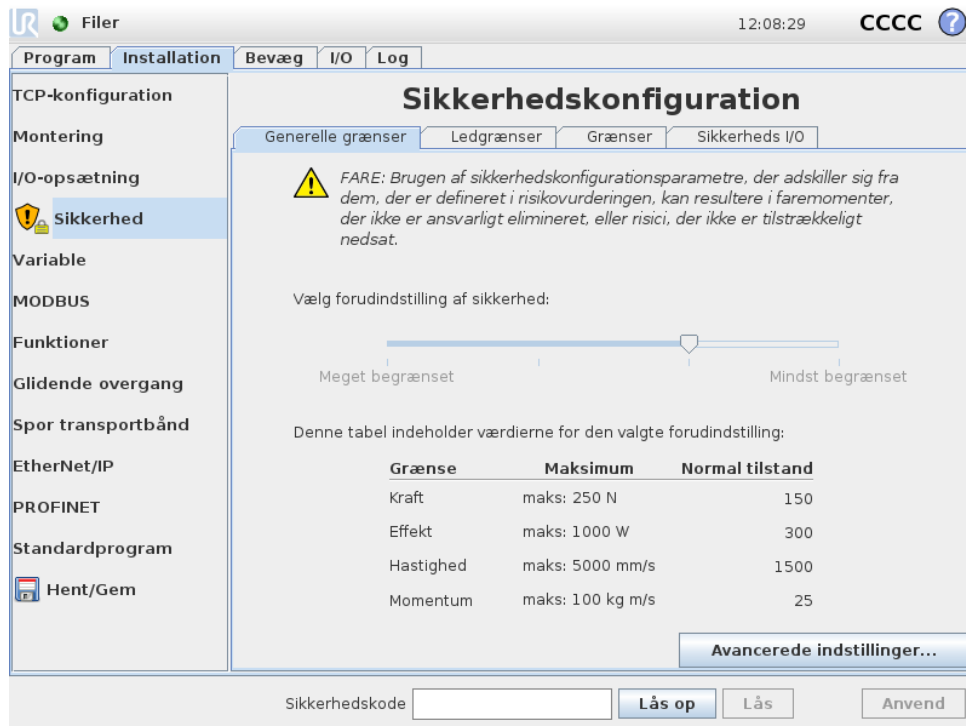 UR Filer 12:08:29 CCCC ?
Program Installation Bevæg I/O Log
TCP-konfiguration
Montering
I/O-opsætning
Sikkerhed
Variable
MODBUS
Funktioner
Glidende overgang
Spor transportbånd
EtherNet/IP
PROFINET
Standardprogram
Hent/Gem
Sikkerhedskonfiguration
Generelle grænser Ledgrænser Grænser Sikkerheds I/O
FARE: Brugen af sikkerhedskonfigurationsparametre, der adskiller sig fra
dem, der er defineret i risikovurderingen, kan resultere i faremomenter,
der ikke er ansvarligt elimineret, eller risici, der ikke er tilstrækkeligt
nedsat.
Vælg forudindstilling af sikkerhed:
Meget begrænset Mindst begrænset
Denne tabel indeholder værdierne for den valgte forudindstilling:
Grænse Maksimum Normal tilstand
Kraft maks: 250 N 150
Effekt maks: 1000 W 300
Hastighed maks: 5000 mm/s 1500
Momentum maks: 100 kg m/s 25
Avancerede indstillinger...
Sikkerhedskode Lås op Lås Anvend